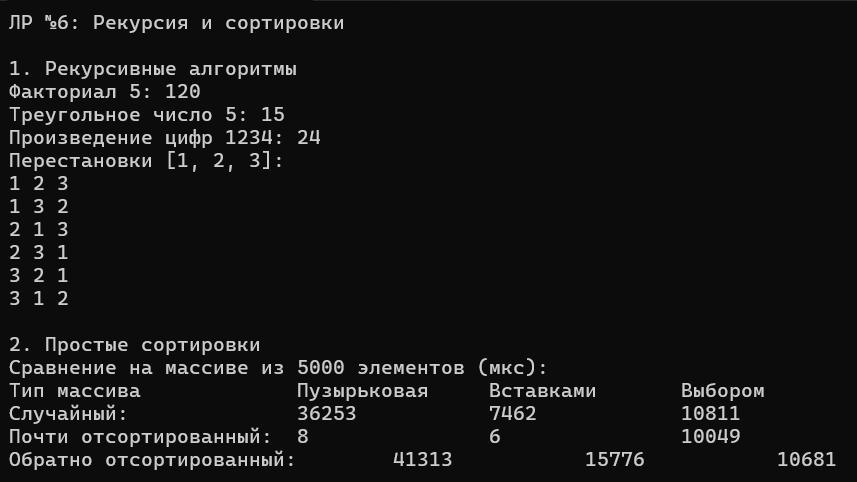 ЛР №6: Рекурсия и сортировки
1. Рекурсивные алгоритмы
Факториал 5: 120
Треугольное число 5: 15
Произведение цифр 1234: 24
Перестановки [1, 2, 3]:
1 2 3
1 3 2
2 1 3
2 3 1
3 2 1
3 1 2
2. Простые сортировки
Сравнение на массиве из 5000 элементов (мкс):
Тип массива Пузырьковая Вставками Выбором
Случайный: 36253 7462 10811
Почти отсортированный: 8 6 10049
Обратно отсортированный: 41313 15776 10681